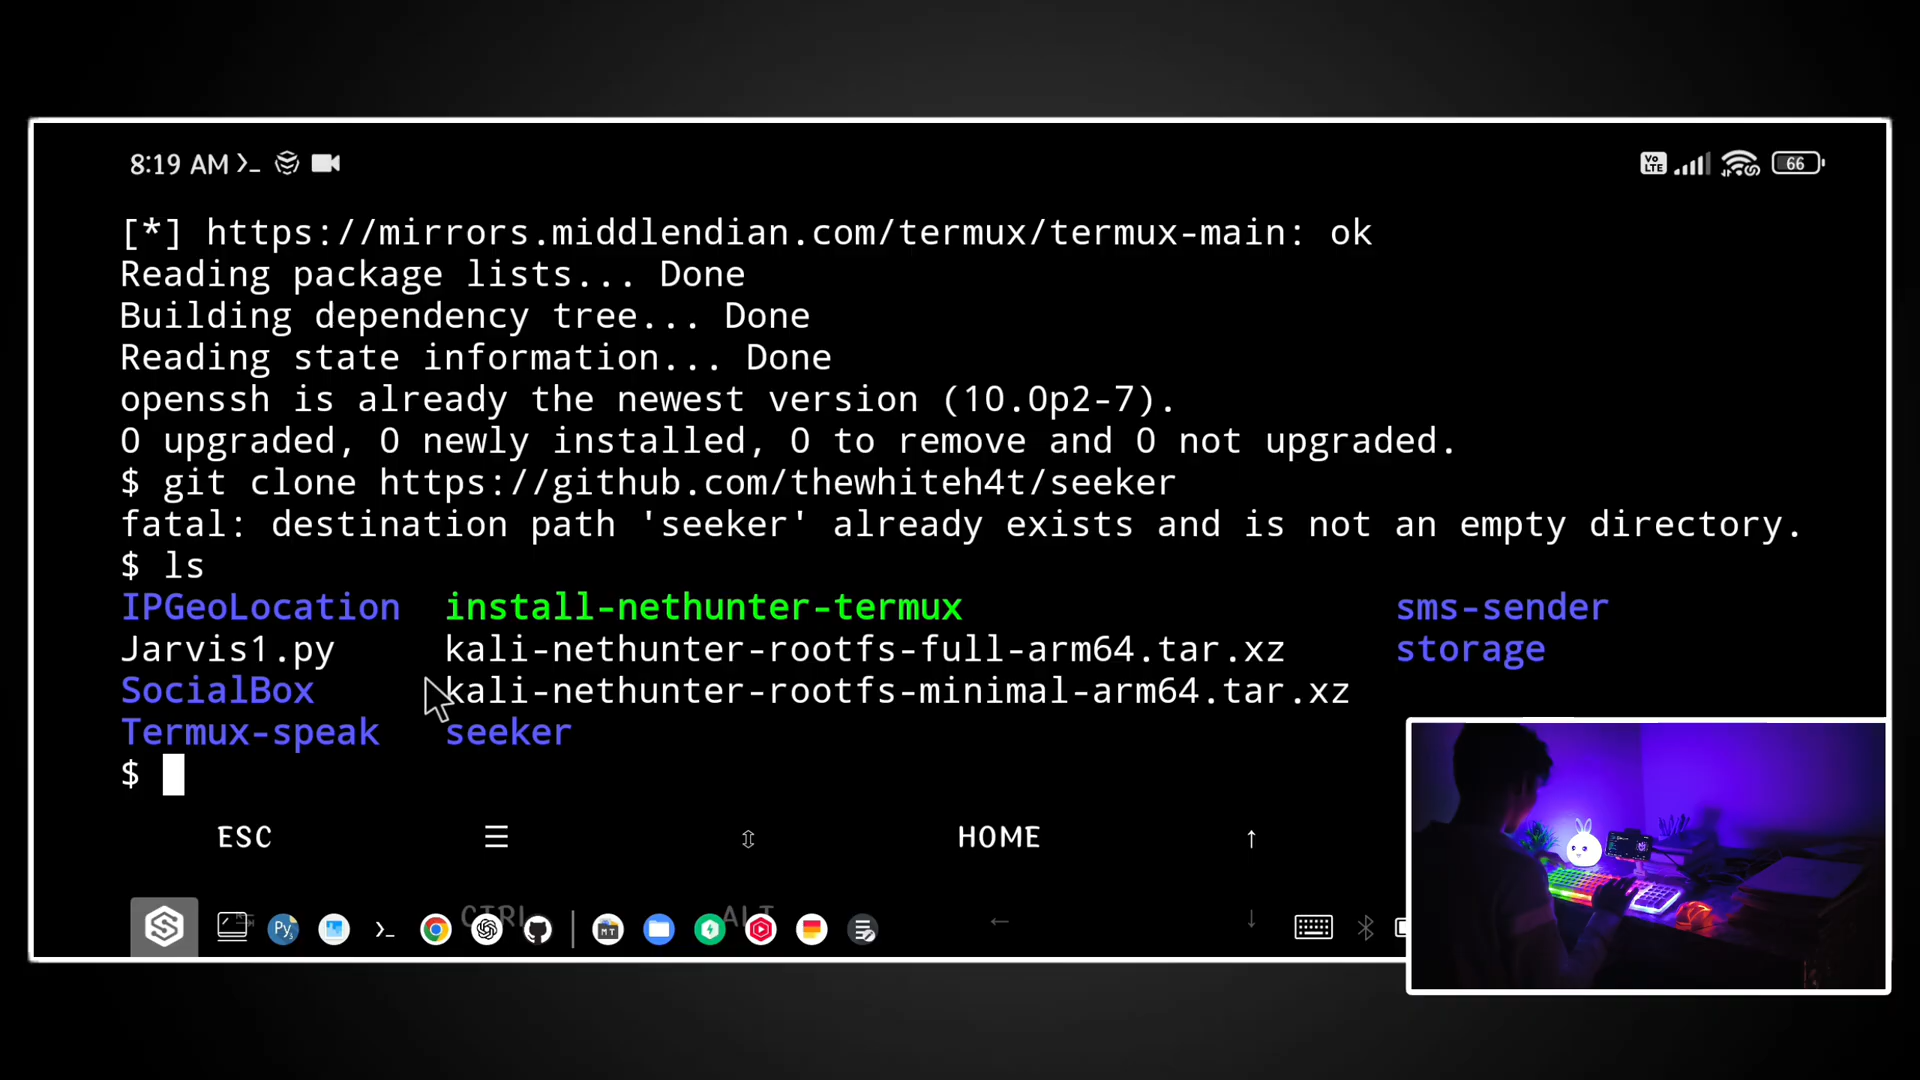 8:19 AM >_
Vo LTE 66
[*] https://mirrors.middlendian.com/termux/termux-main: ok
Reading package lists... Done
Building dependency tree... Done
Reading state information... Done
openssh is already the newest version (10.0p2-7).
0 upgraded, 0 newly installed, 0 to remove and 0 not upgraded.
$ git clone https://github.com/thewhiteh4t/seeker
fatal: destination path 'seeker' already exists and is not an empty directory.
$ ls
IPGeoLocation install-nethunter-termux sms-sender
Jarvis1.py kali-nethunter-rootfs-full-arm64.tar.xz storage
SocialBox kali-nethunter-rootfs-minimal-arm64.tar.xz
Termux-speak seeker
$
ESC ☰ ⇳ HOME ↑
CTRL ALT ← ↓
Py >_ MT